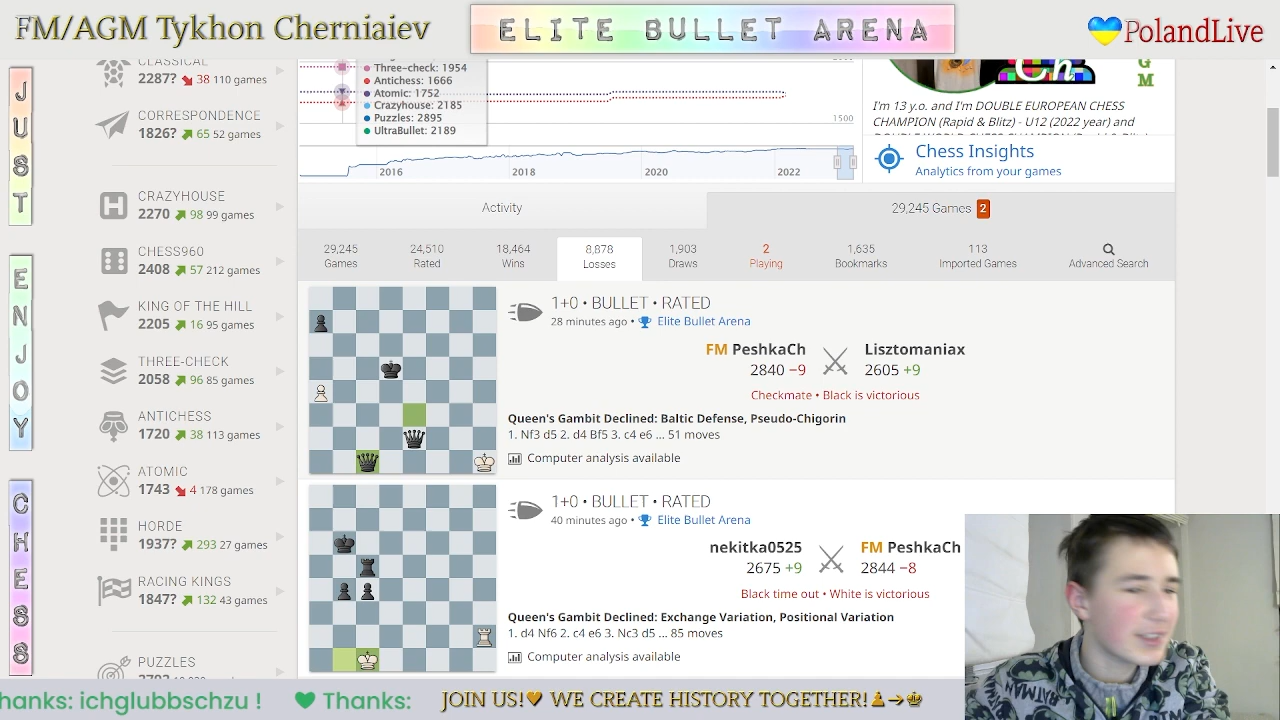 FM/AGM Tykhon Cherniaiev
ELITE BULLET ARENA
PolandLive
JUST
ENJOY
CHESS
CLASSICAL
2287? 38 110 games
CORRESPONDENCE
1826? 65 52 games
CRAZYHOUSE
2270 98 99 games
CHESS960
2408 57 212 games
KING OF THE HILL
2205 16 95 games
THREE-CHECK
2058 96 85 games
ANTICHESS
1720 38 113 games
ATOMIC
1743 4 178 games
HORDE
1937? 293 27 games
RACING KINGS
1847? 132 43 games
PUZZLES
Three-check: 1954
Antichess: 1666
Atomic: 1752
Crazyhouse: 2185
Puzzles: 2895
UltraBullet: 2189
1500
2016 2018 2020 2022
Ch
G
M
I'm 13 y.o. and I'm DOUBLE EUROPEAN CHESS
CHAMPION (Rapid & Blitz) - U12 (2022 year) and
DOUBLE WORLD CHESS CHAMPION (Rapid & Blitz)
Chess Insights
Analytics from your games
Activity
29,245 Games 2
29,245 Games
24,510 Rated
18,464 Wins
8,878 Losses
1,903 Draws
2 Playing
1,635 Bookmarks
113 Imported Games
Advanced Search
1+0 • BULLET • RATED
28 minutes ago • Elite Bullet Arena
FM PeshkaCh Lisztomaniax
2840 −9 2605 +9
Checkmate • Black is victorious
Queen's Gambit Declined: Baltic Defense, Pseudo-Chigorin
1. Nf3 d5 2. d4 Bf5 3. c4 e6 ... 51 moves
Computer analysis available
1+0 • BULLET • RATED
40 minutes ago • Elite Bullet Arena
nekitka0525 FM PeshkaCh
2675 +9 2844 −8
Black time out • White is victorious
Queen's Gambit Declined: Exchange Variation, Positional Variation
1. d4 Nf6 2. c4 e6 3. Nc3 d5 ... 85 moves
Computer analysis available
BATMAN
hanks: ichglubbschzu ! Thanks:
JOIN US! WE CREATE HISTORY TOGETHER!